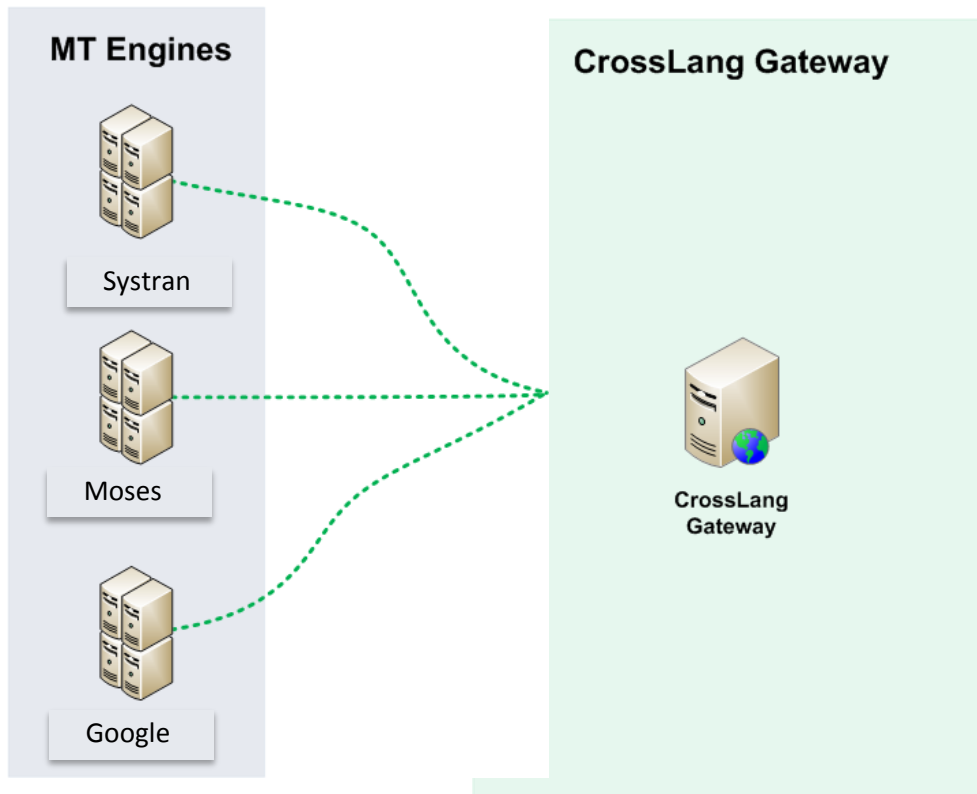 MT Engines
CrossLang Gateway
Systran
Moses
Google
CrossLang
Gateway